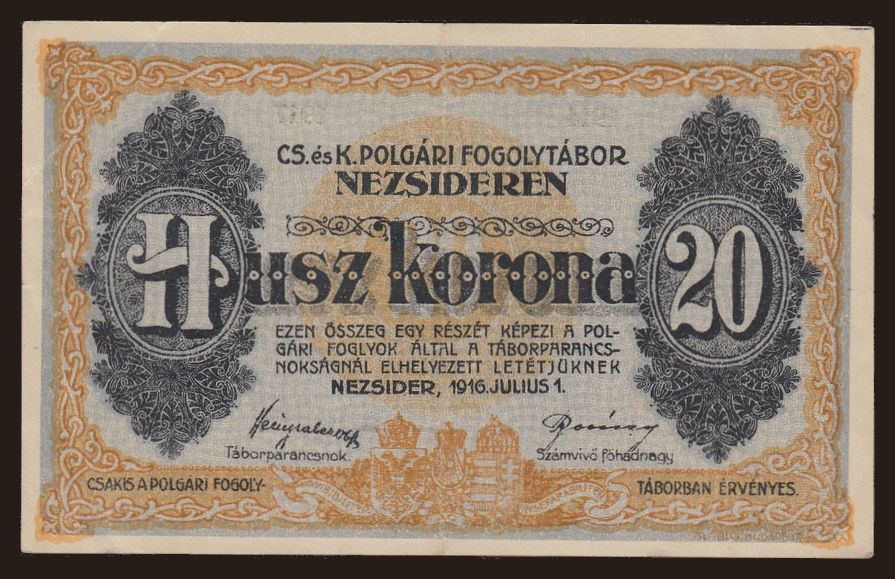 CS. és K. POLGÁRI FOGOLYTÁBOR
NEZSIDEREN
Husz korona
20
EZEN ÖSSZEG EGY RÉSZÉT KÉPEZI A POL-
GÁRI FOGLYOK ÁLTAL A TÁBORPARANCS-
NOKSÁGNÁL ELHELYEZETT LETÉTJÜKNEK
NEZSIDER, 1916. JULIUS 1.
Táborparancsnok.
Számvivő főhadnagy
CSAKIS A POLGÁRI FOGOLY-
TÁBORBAN ÉRVÉNYES.